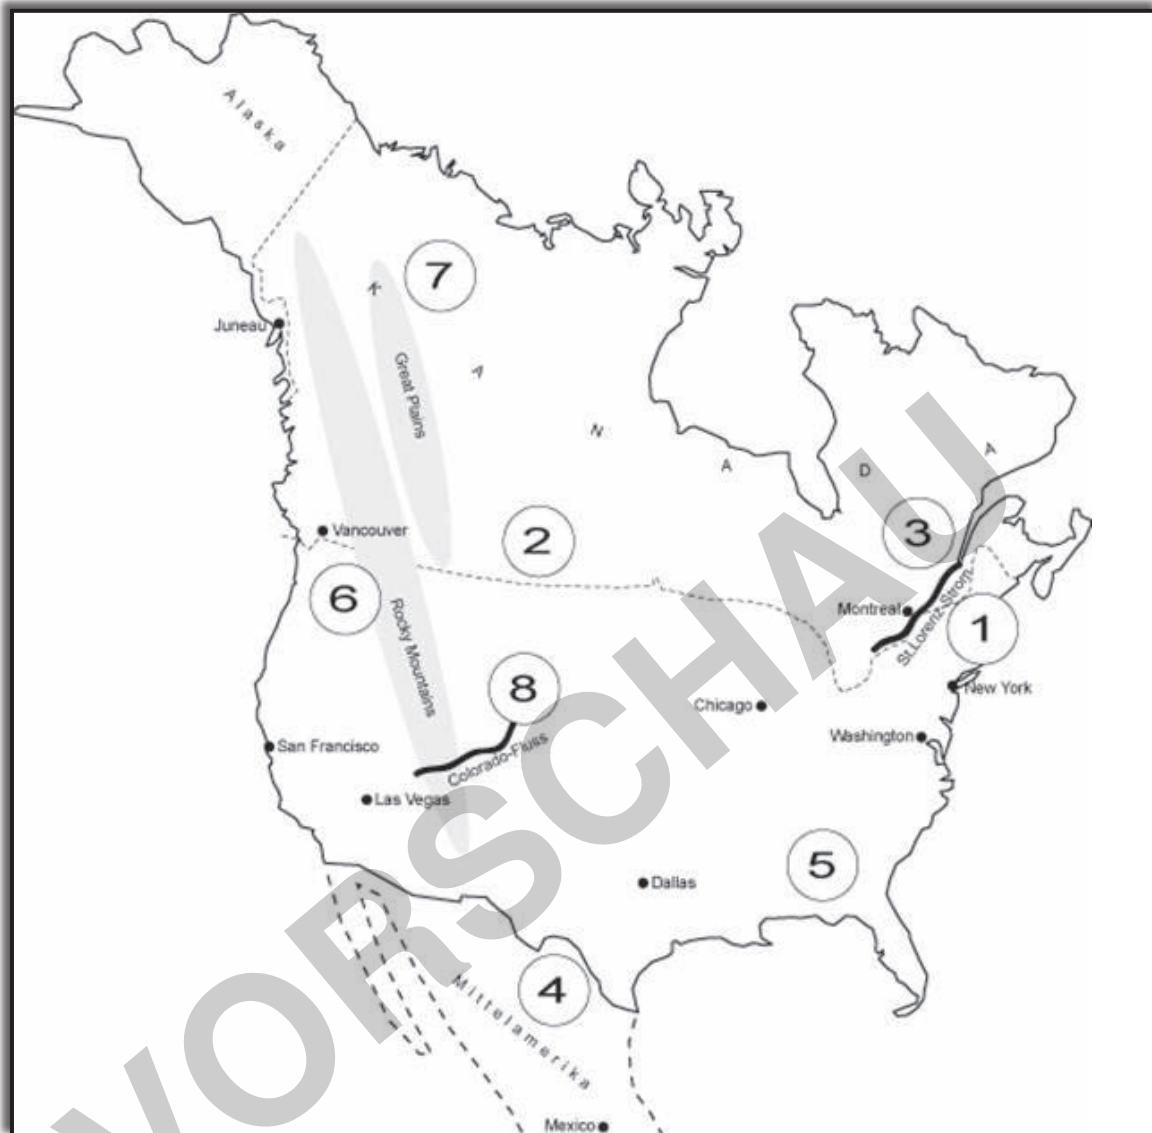 Alaska
7
Juneau
Great Plains
K
A
N
A
D
A
Vancouver
2
3
6
Rocky Mountains
Montreal
St.Lorenz-Strom
1
8
Chicago
New York
Washington
San Francisco
Colorado-Fluss
Las Vegas
5
Dallas
4
Mittelamerika
Mexico
VORSCHAU